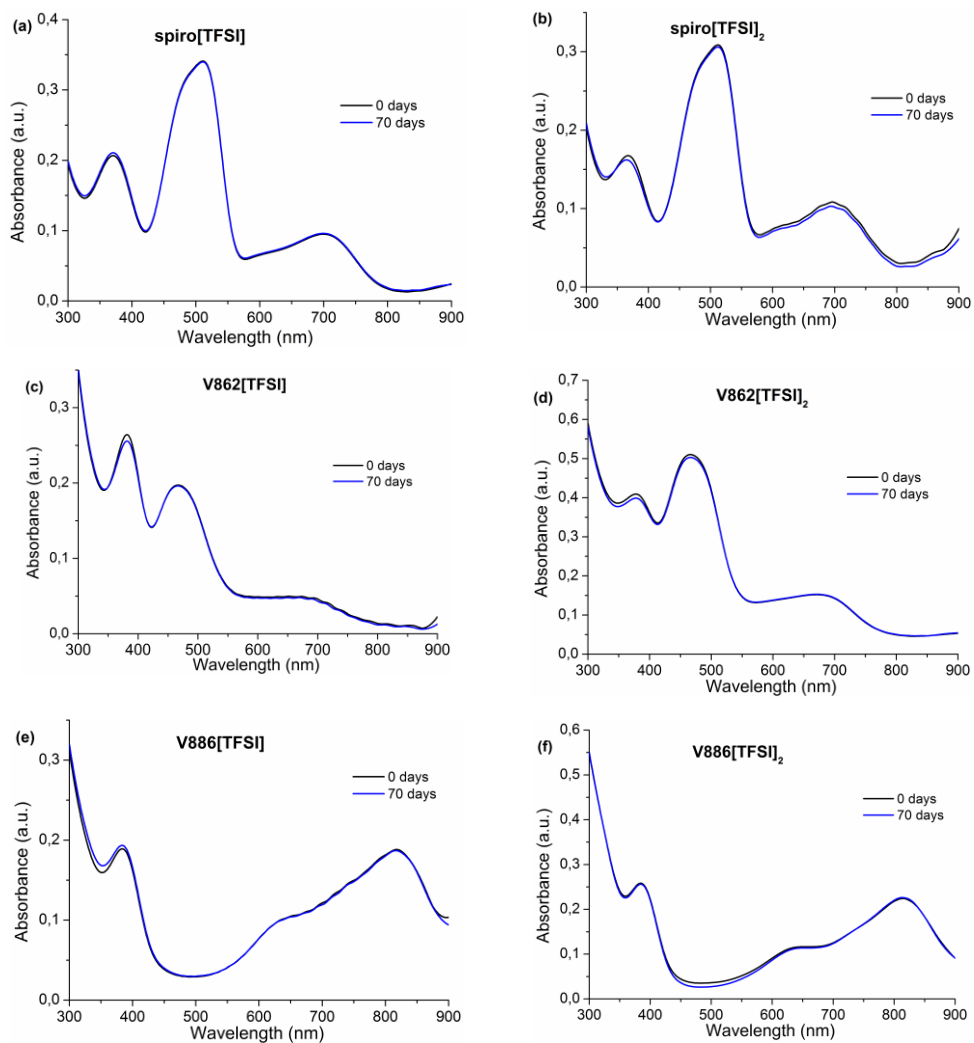 (a)
spiro[TFSI]
0 days
70 days
Absorbance (a.u.)
0,4
0,3
0,2
0,1
0,0
300 400 500 600 700 800 900
Wavelength (nm)
(b)
spiro[TFSI]2
0 days
70 days
Absorbance (a.u.)
0,3
0,2
0,1
0,0
300 400 500 600 700 800 900
Wavelength (nm)
(c)
V862[TFSI]
0 days
70 days
Absorbance (a.u.)
0,3
0,2
0,1
0,0
300 400 500 600 700 800 900
Wavelength (nm)
(d)
V862[TFSI]2
0 days
70 days
Absorbance (a.u.)
0,7
0,6
0,5
0,4
0,3
0,2
0,1
0,0
300 400 500 600 700 800 900
Wavelength (nm)
(e)
V886[TFSI]
0 days
70 days
Absorbance (a.u.)
0,3
0,2
0,1
0,0
300 400 500 600 700 800 900
Wavelength (nm)
(f)
V886[TFSI]2
0 days
70 days
Absorbance (a.u.)
0,6
0,5
0,4
0,3
0,2
0,1
0,0
300 400 500 600 700 800 900
Wavelength (nm)